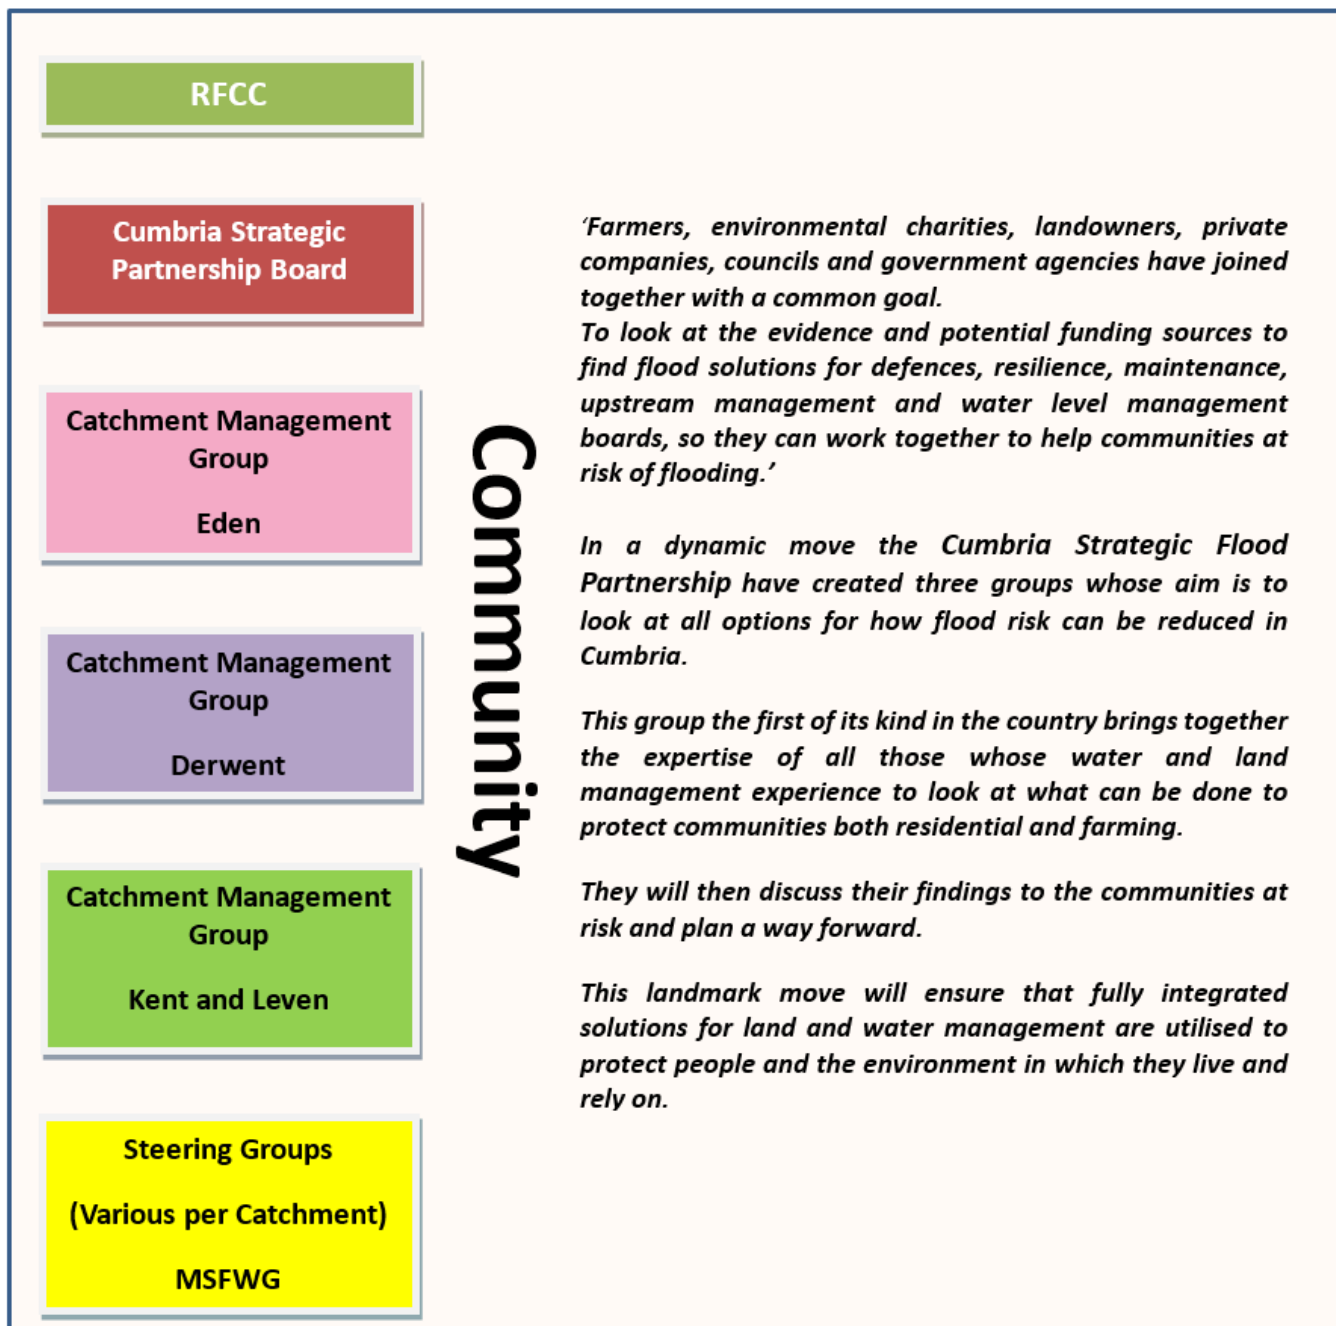 RFCC
Cumbria Strategic
Partnership Board
Catchment Management
Group
Eden
Catchment Management
Group
Derwent
Catchment Management
Group
Kent and Leven
Steering Groups
(Various per Catchment)
MSFWG
Community
‘Farmers, environmental charities, landowners, private
companies, councils and government agencies have joined
together with a common goal.
To look at the evidence and potential funding sources to
find flood solutions for defences, resilience, maintenance,
upstream management and water level management
boards, so they can work together to help communities at
risk of flooding.’
In a dynamic move the Cumbria Strategic Flood
Partnership have created three groups whose aim is to
look at all options for how flood risk can be reduced in
Cumbria.
This group the first of its kind in the country brings together
the expertise of all those whose water and land
management experience to look at what can be done to
protect communities both residential and farming.
They will then discuss their findings to the communities at
risk and plan a way forward.
This landmark move will ensure that fully integrated
solutions for land and water management are utilised to
protect people and the environment in which they live and
rely on.